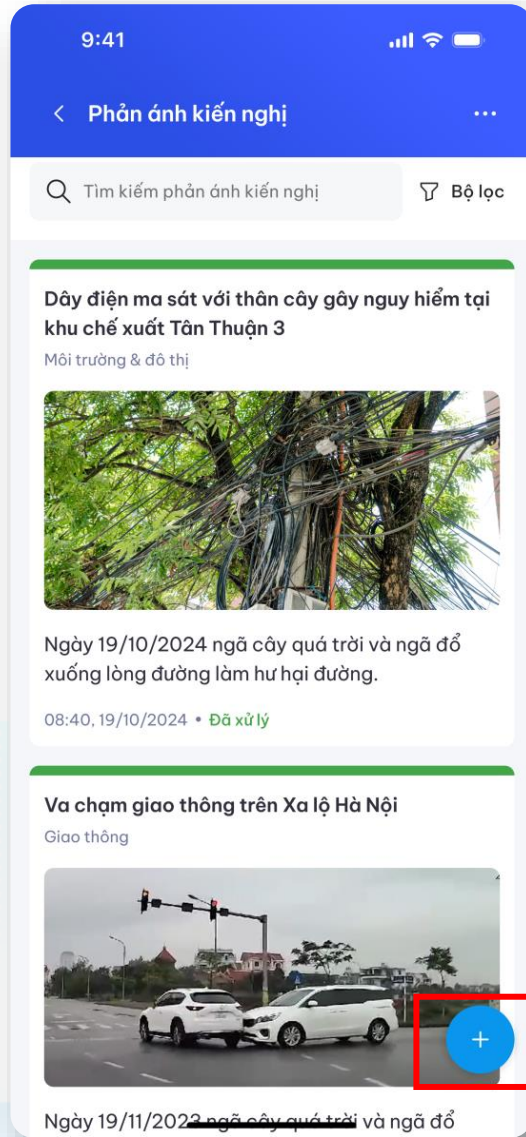 9:41
Phản ánh kiến nghị
Tìm kiếm phản ánh kiến nghị
Bộ lọc
Dây điện ma sát với thân cây gây nguy hiểm tại
khu chế xuất Tân Thuận 3
Môi trường & đô thị
Ngày 19/10/2024 ngã cây quá trời và ngã đổ
xuống lòng đường làm hư hại đường.
08:40, 19/10/2024 • Đã xử lý
Va chạm giao thông trên Xa lộ Hà Nội
Giao thông
Ngày 19/11/2023 ngã cây quá trời và ngã đổ